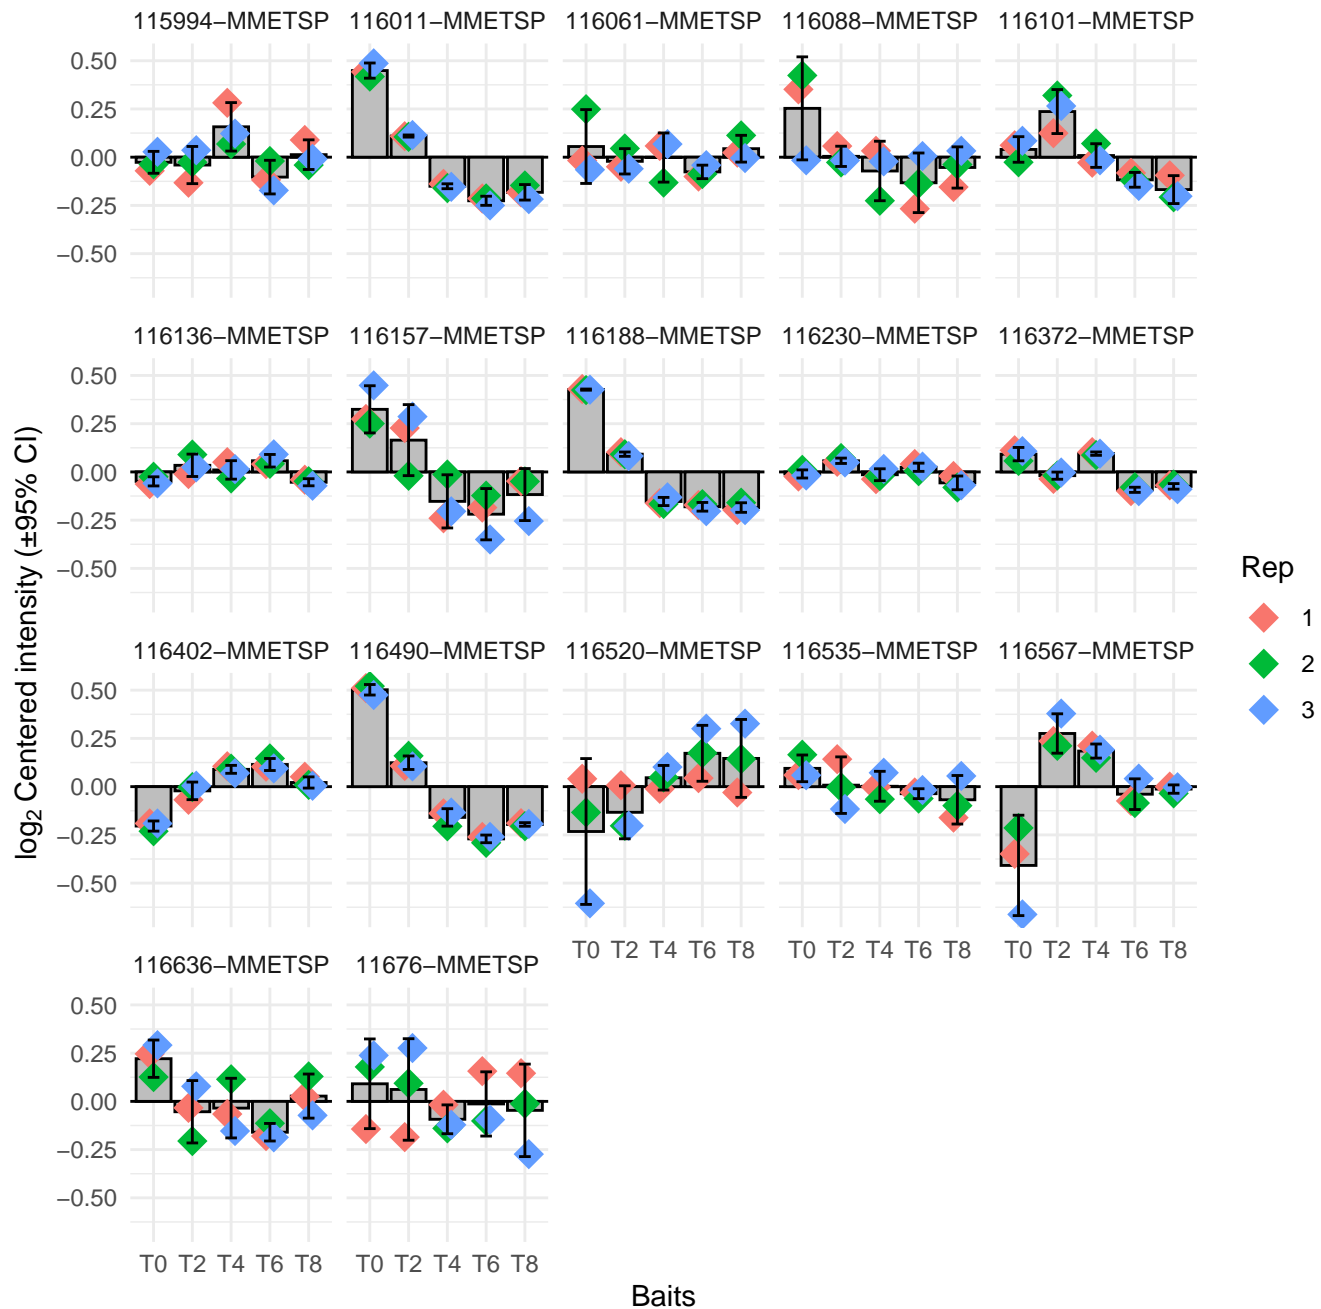 115994−MMETSP 116011−MMETSP 116061−MMETSP 116088−MMETSP 116101−MMETSP
0.50
0.25
0.00
−0.25
−0.50
116136−MMETSP 116157−MMETSP 116188−MMETSP 116230−MMETSP 116372−MMETSP
0.50
0.25
0.00
−0.25
−0.50
116402−MMETSP 116490−MMETSP 116520−MMETSP 116535−MMETSP 116567−MMETSP
0.50
0.25
0.00
−0.25
−0.50
T0 T2 T4 T6 T8 T0 T2 T4 T6 T8 T0 T2 T4 T6 T8
116636−MMETSP 11676−MMETSP
0.50
0.25
0.00
−0.25
−0.50
T0 T2 T4 T6 T8 T0 T2 T4 T6 T8
Baits
log2 Centered intensity (±95% CI)
Rep
1
2
3